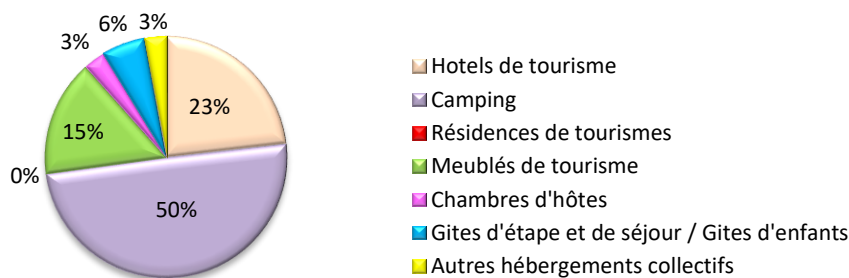 6%
3%
3%
23%
15%
0%
50%
Hotels de tourisme
Camping
Résidences de tourismes
Meublés de tourisme
Chambres d'hôtes
Gites d'étape et de séjour / Gites d'enfants
Autres hébergements collectifs